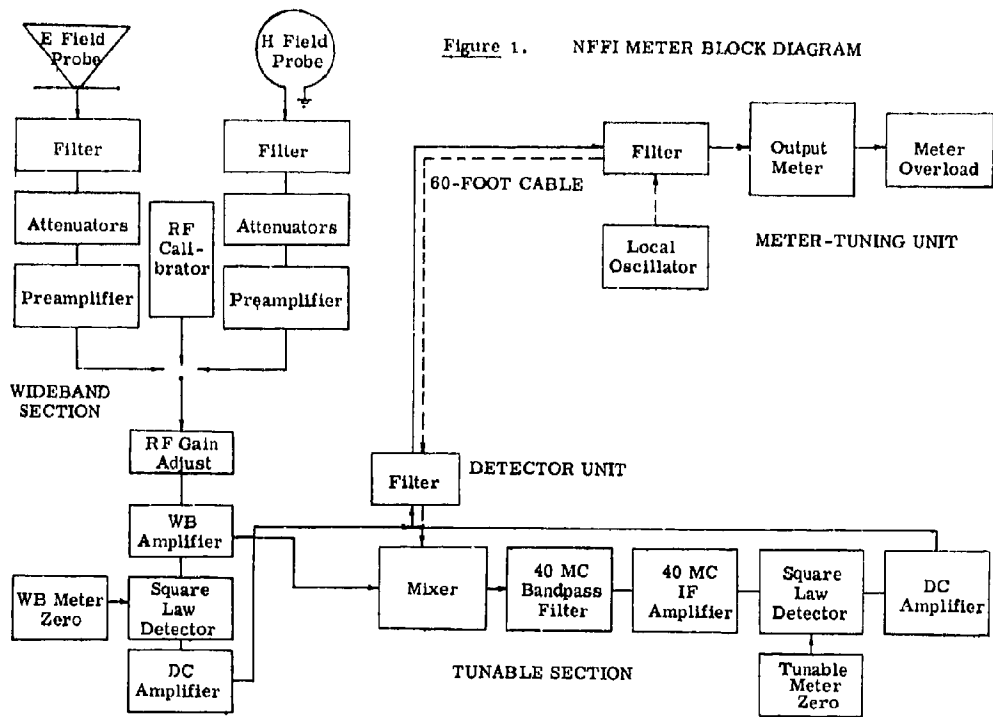 E Field
Probe
H Field
Probe
Figure 1. NFFI METER BLOCK DIAGRAM
Filter
Filter
Filter
Output
Meter
Meter
Overload
60-FOOT CABLE
Attenuators
RF
Cali-
brator
Attenuators
METER-TUNING UNIT
Local
Oscillator
Preamplifier
Preamplifier
WIDEBAND
SECTION
RF Gain
Adjust
DETECTOR UNIT
Filter
WB
Amplifier
Mixer
40 MC
Bandpass
Filter
40 MC
IF
Amplifier
Square
Law
Detector
DC
Amplifier
WB Meter
Zero
Square
Law
Detector
DC
Amplifier
TUNABLE SECTION
Tunable
Meter
Zero